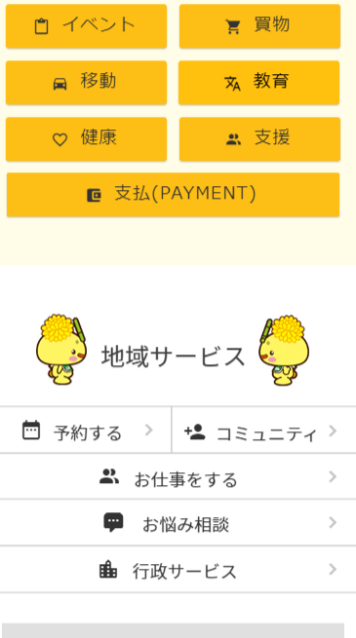 イベント 買物
移動 教育
健康 支援
支払(PAYMENT)
地域サービス
予約する コミュニティ
お仕事をする
お悩み相談
行政サービス